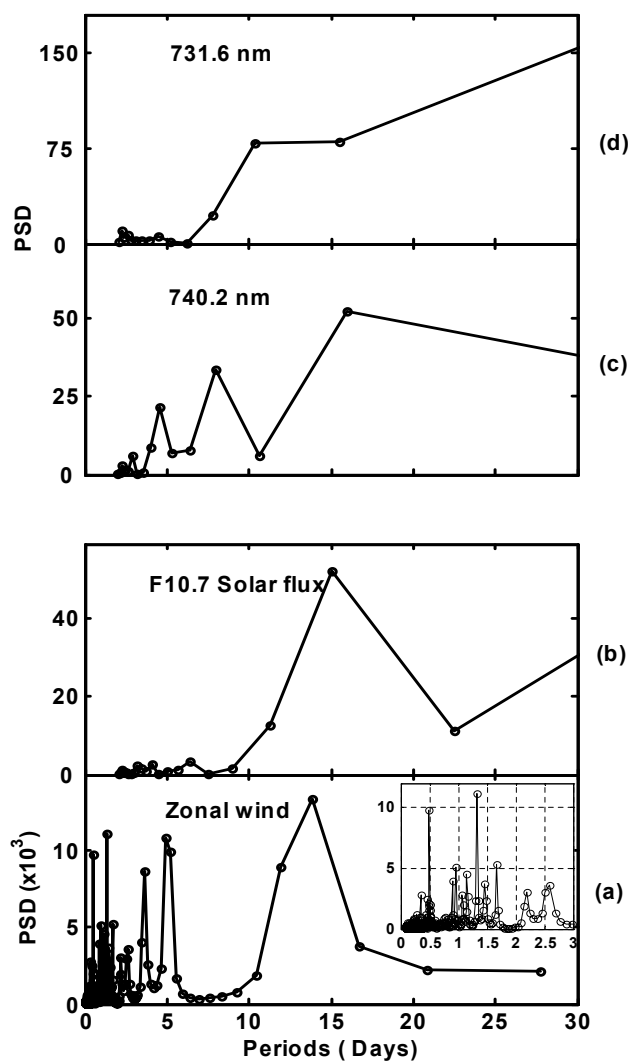 150
731.6 nm
75
(d)
PSD
0
740.2 nm
50
25
(c)
0
F10.7 Solar flux
40
20
(b)
0
Zonal wind
10
5
0
0 0.5 1 1.5 2 2.5 3
10
5
(a)
PSD (x10³)
0
0 5 10 15 20 25 30
Periods ( Days)